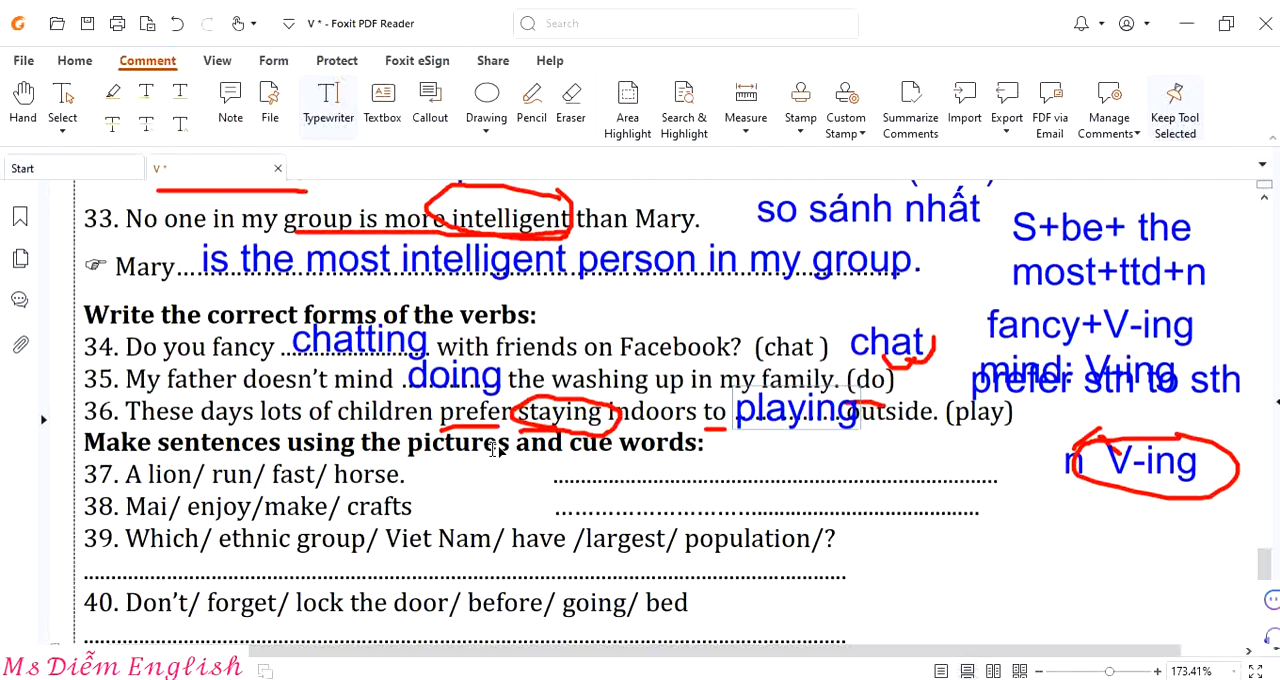 V * - Foxit PDF Reader
Search
File Home Comment View Form Protect Foxit eSign Share Help
Hand Select Note File Typewriter Textbox Callout Drawing Pencil Eraser Area Highlight Search & Highlight Measure Stamp Custom Stamp Summarize Comments Import Export FDF via Email Manage Comments Keep Tool Selected
Start V *
33. No one in my group is more intelligent than Mary.
so sánh nhất
S+be+ the
most+ttd+n
☞ Mary is the most intelligent person in my group.
Write the correct forms of the verbs:
fancy+V-ing
34. Do you fancy chatting with friends on Facebook? (chat ) chat
mind: V-ing
prefer sth to sth
35. My father doesn't mind doing the washing up in my family. (do)
36. These days lots of children prefer staying indoors to playing outside. (play)
Make sentences using the pictures and cue words:
n V-ing
37. A lion/ run/ fast/ horse. ....................
38. Mai/ enjoy/make/ crafts ....................
39. Which/ ethnic group/ Viet Nam/ have /largest/ population/?
....................
40. Don't/ forget/ lock the door/ before/ going/ bed
....................
Ms Diễm English
173.41%